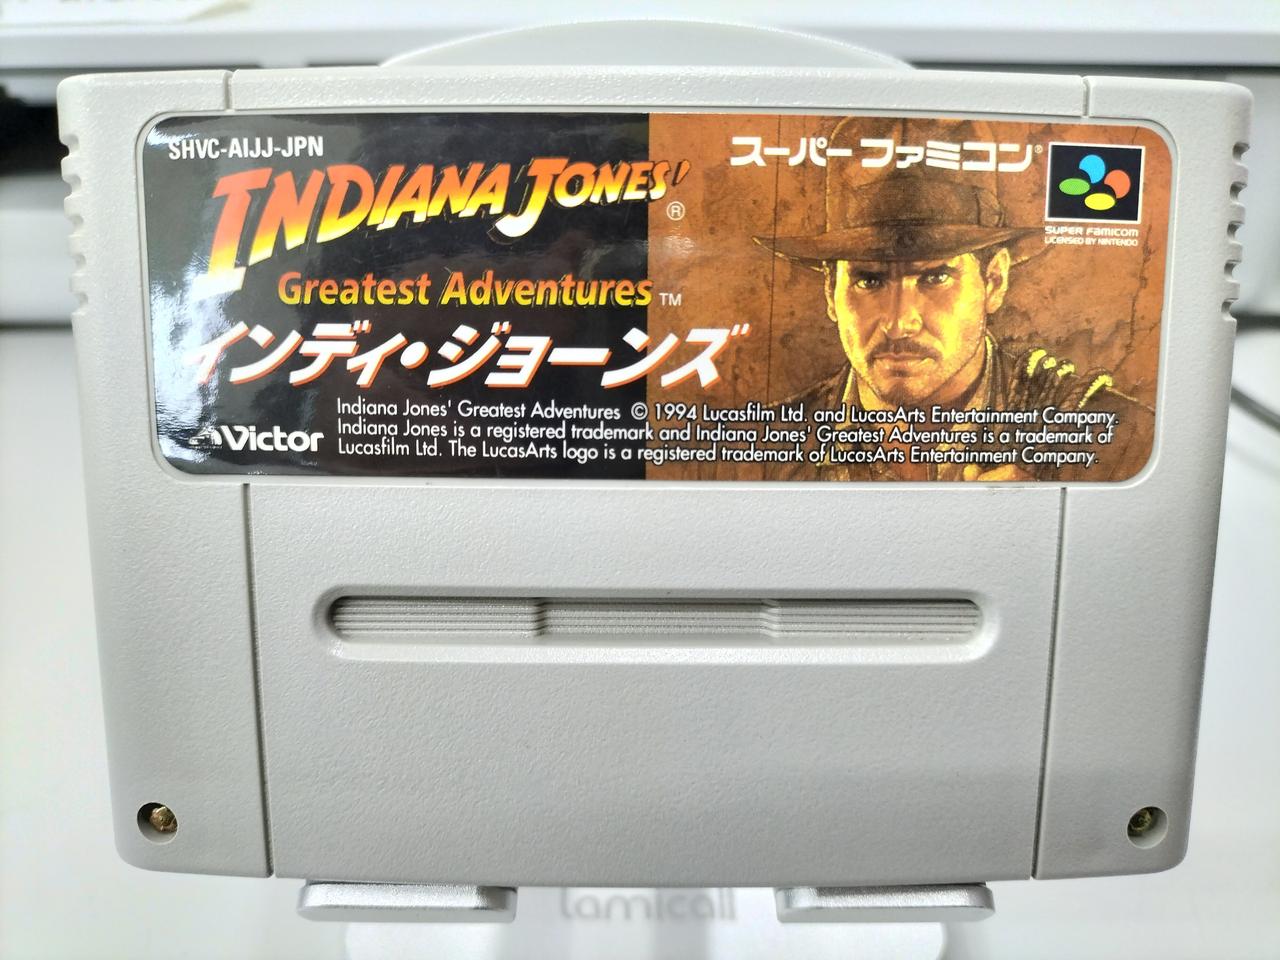 SHVC-AIJJ-JPN
INDIANA JONES'®
Greatest Adventures™
インディ・ジョーンズ
スーパーファミコン®
SUPER FAMICOM
LICENSED BY NINTENDO
Victor
Indiana Jones' Greatest Adventures © 1994 Lucasfilm Ltd. and LucasArts Entertainment Company.
Indiana Jones is a registered trademark and Indiana Jones' Greatest Adventures is a trademark of
Lucasfilm Ltd. The LucasArts logo is a registered trademark of LucasArts Entertainment Company.
lamicall